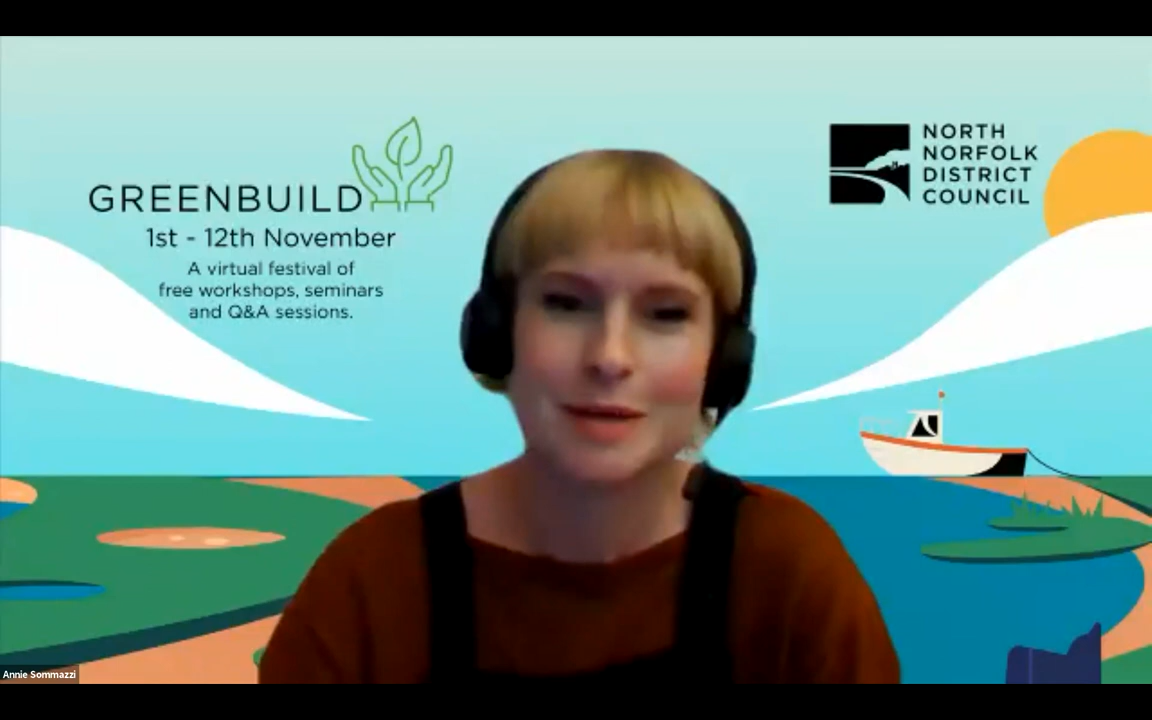 GREENBUILD
1st - 12th November
A virtual festival of
free workshops, seminars
and Q&A sessions.
NORTH
NORFOLK
DISTRICT
COUNCIL
Annie Sommazzi